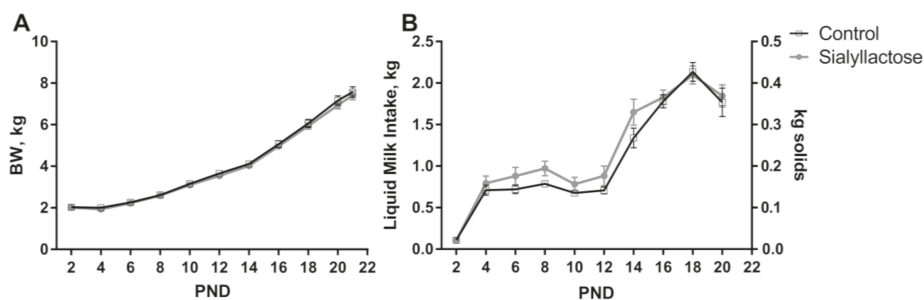 A
BW, kg
10
8
6
4
2
0
2 4 6 8 10 12 14 16 18 20 22
PND
B
Liquid Milk Intake, kg
2.5
2.0
1.5
1.0
0.5
0.0
2 4 6 8 10 12 14 16 18 20 22
PND
0.5
0.4
0.3
0.2
0.1
0.0
kg solids
Control
Sialyllactose